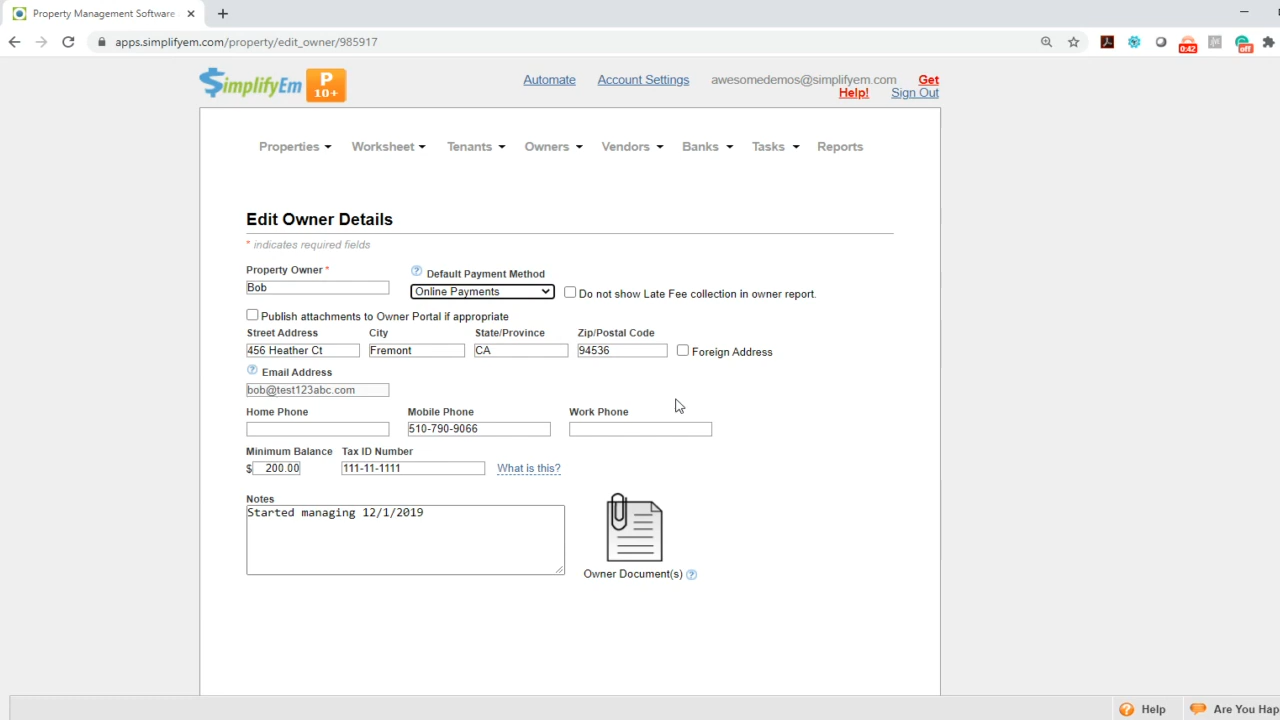 Property Management Software
apps.simplifyem.com/property/edit_owner/985917
0:42
off
SimplifyEm P 10+
Automate Account Settings awesomedemos@simplifyem.com Get Help! Sign Out
Properties Worksheet Tenants Owners Vendors Banks Tasks Reports
Edit Owner Details
* indicates required fields
Property Owner * Default Payment Method
Bob Online Payments Do not show Late Fee collection in owner report.
Publish attachments to Owner Portal if appropriate
Street Address City State/Province Zip/Postal Code
456 Heather Ct Fremont CA 94536 Foreign Address
Email Address
bob@test123abc.com
Home Phone Mobile Phone Work Phone
510-790-9066
Minimum Balance Tax ID Number
$ 200.00 111-11-1111 What is this?
Notes
Started managing 12/1/2019
Owner Document(s)
Help Are You Hap